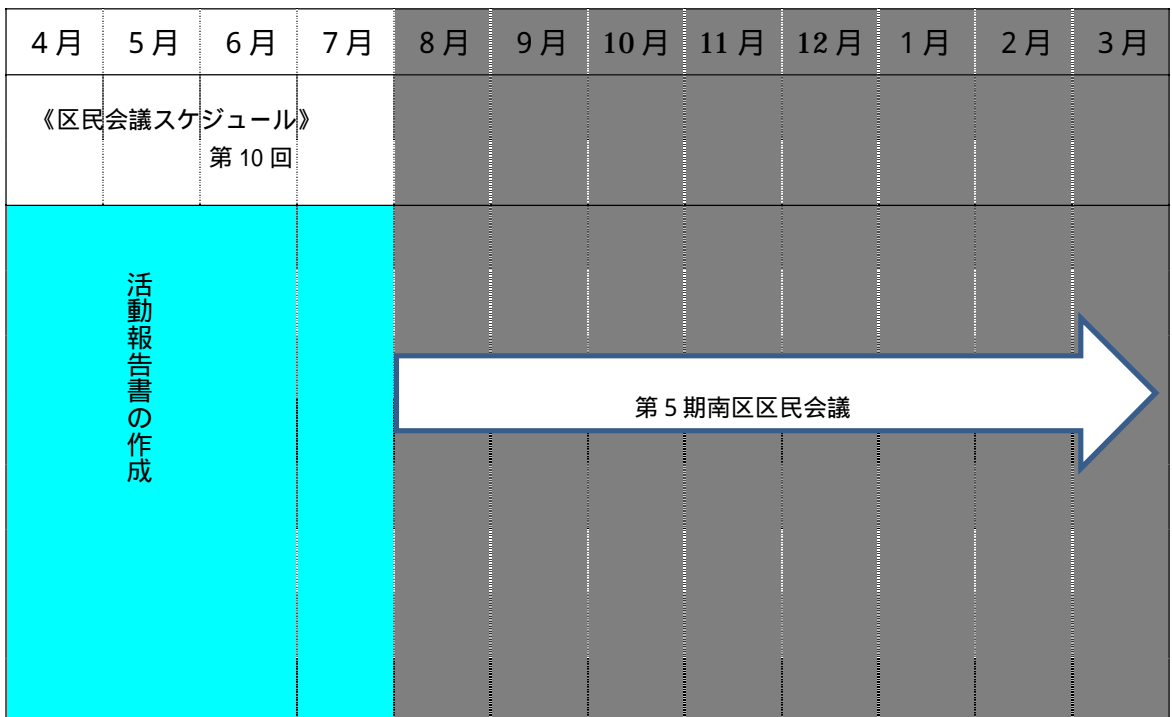 4月 5月 6月 7月 8月 9月 10月 11月 12月 1月 2月 3月
《区民会議スケジュール》
第10回
活動報告書の作成
第5期南区区民会議